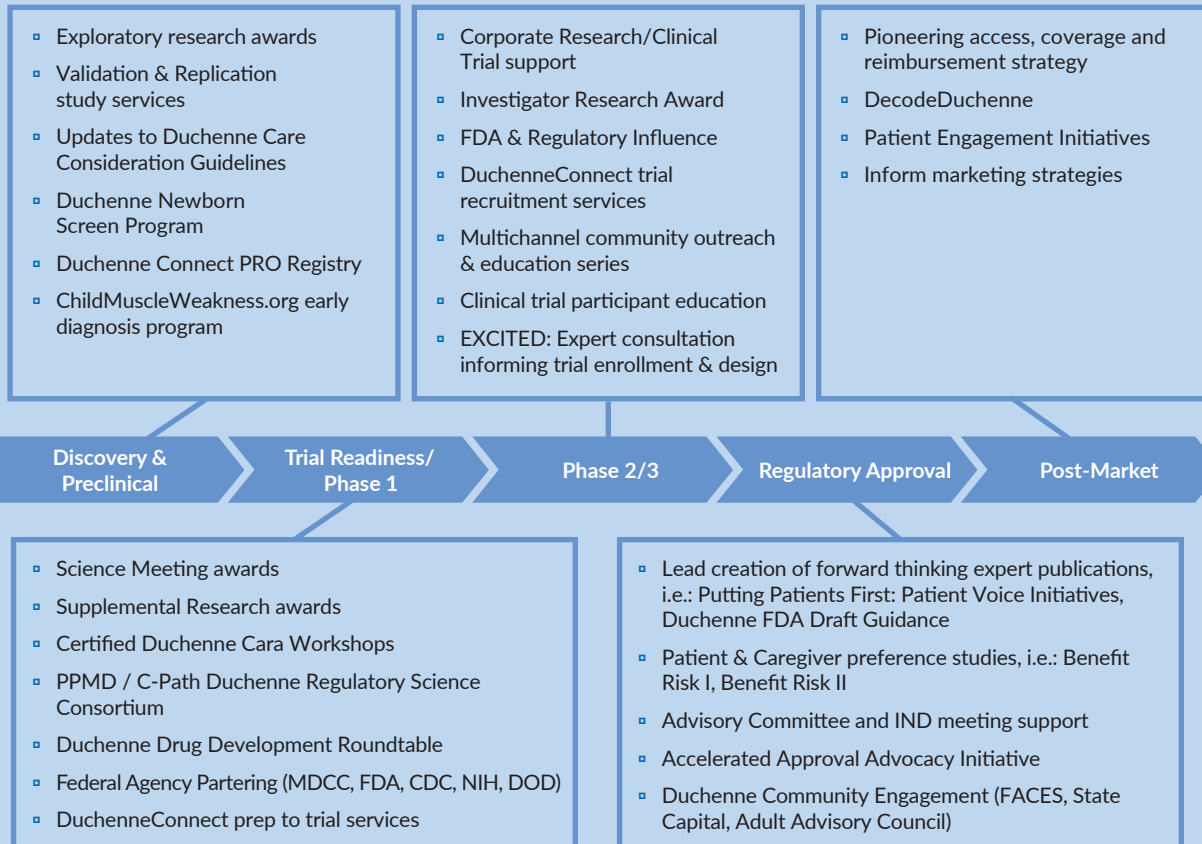 Exploratory research awards
Validation & Replication
study services
Updates to Duchenne Care
Consideration Guidelines
Duchenne Newborn
Screen Program
Duchenne Connect PRO Registry
ChildMuscleWeakness.org early
diagnosis program
Corporate Research/Clinical
Trial support
Investigator Research Award
FDA & Regulatory Influence
DuchenneConnect trial
recruitment services
Multichannel community outreach
& education series
Clinical trial participant education
EXCITED: Expert consultation
informing trial enrollment & design
Pioneering access, coverage and
reimbursement strategy
DecodeDuchenne
Patient Engagement Initiatives
Inform marketing strategies
Discovery &
Preclinical
Trial Readiness/
Phase 1
Phase 2/3
Regulatory Approval
Post-Market
Science Meeting awards
Supplemental Research awards
Certified Duchenne Cara Workshops
PPMD / C-Path Duchenne Regulatory Science
Consortium
Duchenne Drug Development Roundtable
Federal Agency Partering (MDCC, FDA, CDC, NIH, DOD)
DuchenneConnect prep to trial services
Lead creation of forward thinking expert publications,
i.e.: Putting Patients First: Patient Voice Initiatives,
Duchenne FDA Draft Guidance
Patient & Caregiver preference studies, i.e.: Benefit
Risk I, Benefit Risk II
Advisory Committee and IND meeting support
Accelerated Approval Advocacy Initiative
Duchenne Community Engagement (FACES, State
Capital, Adult Advisory Council)